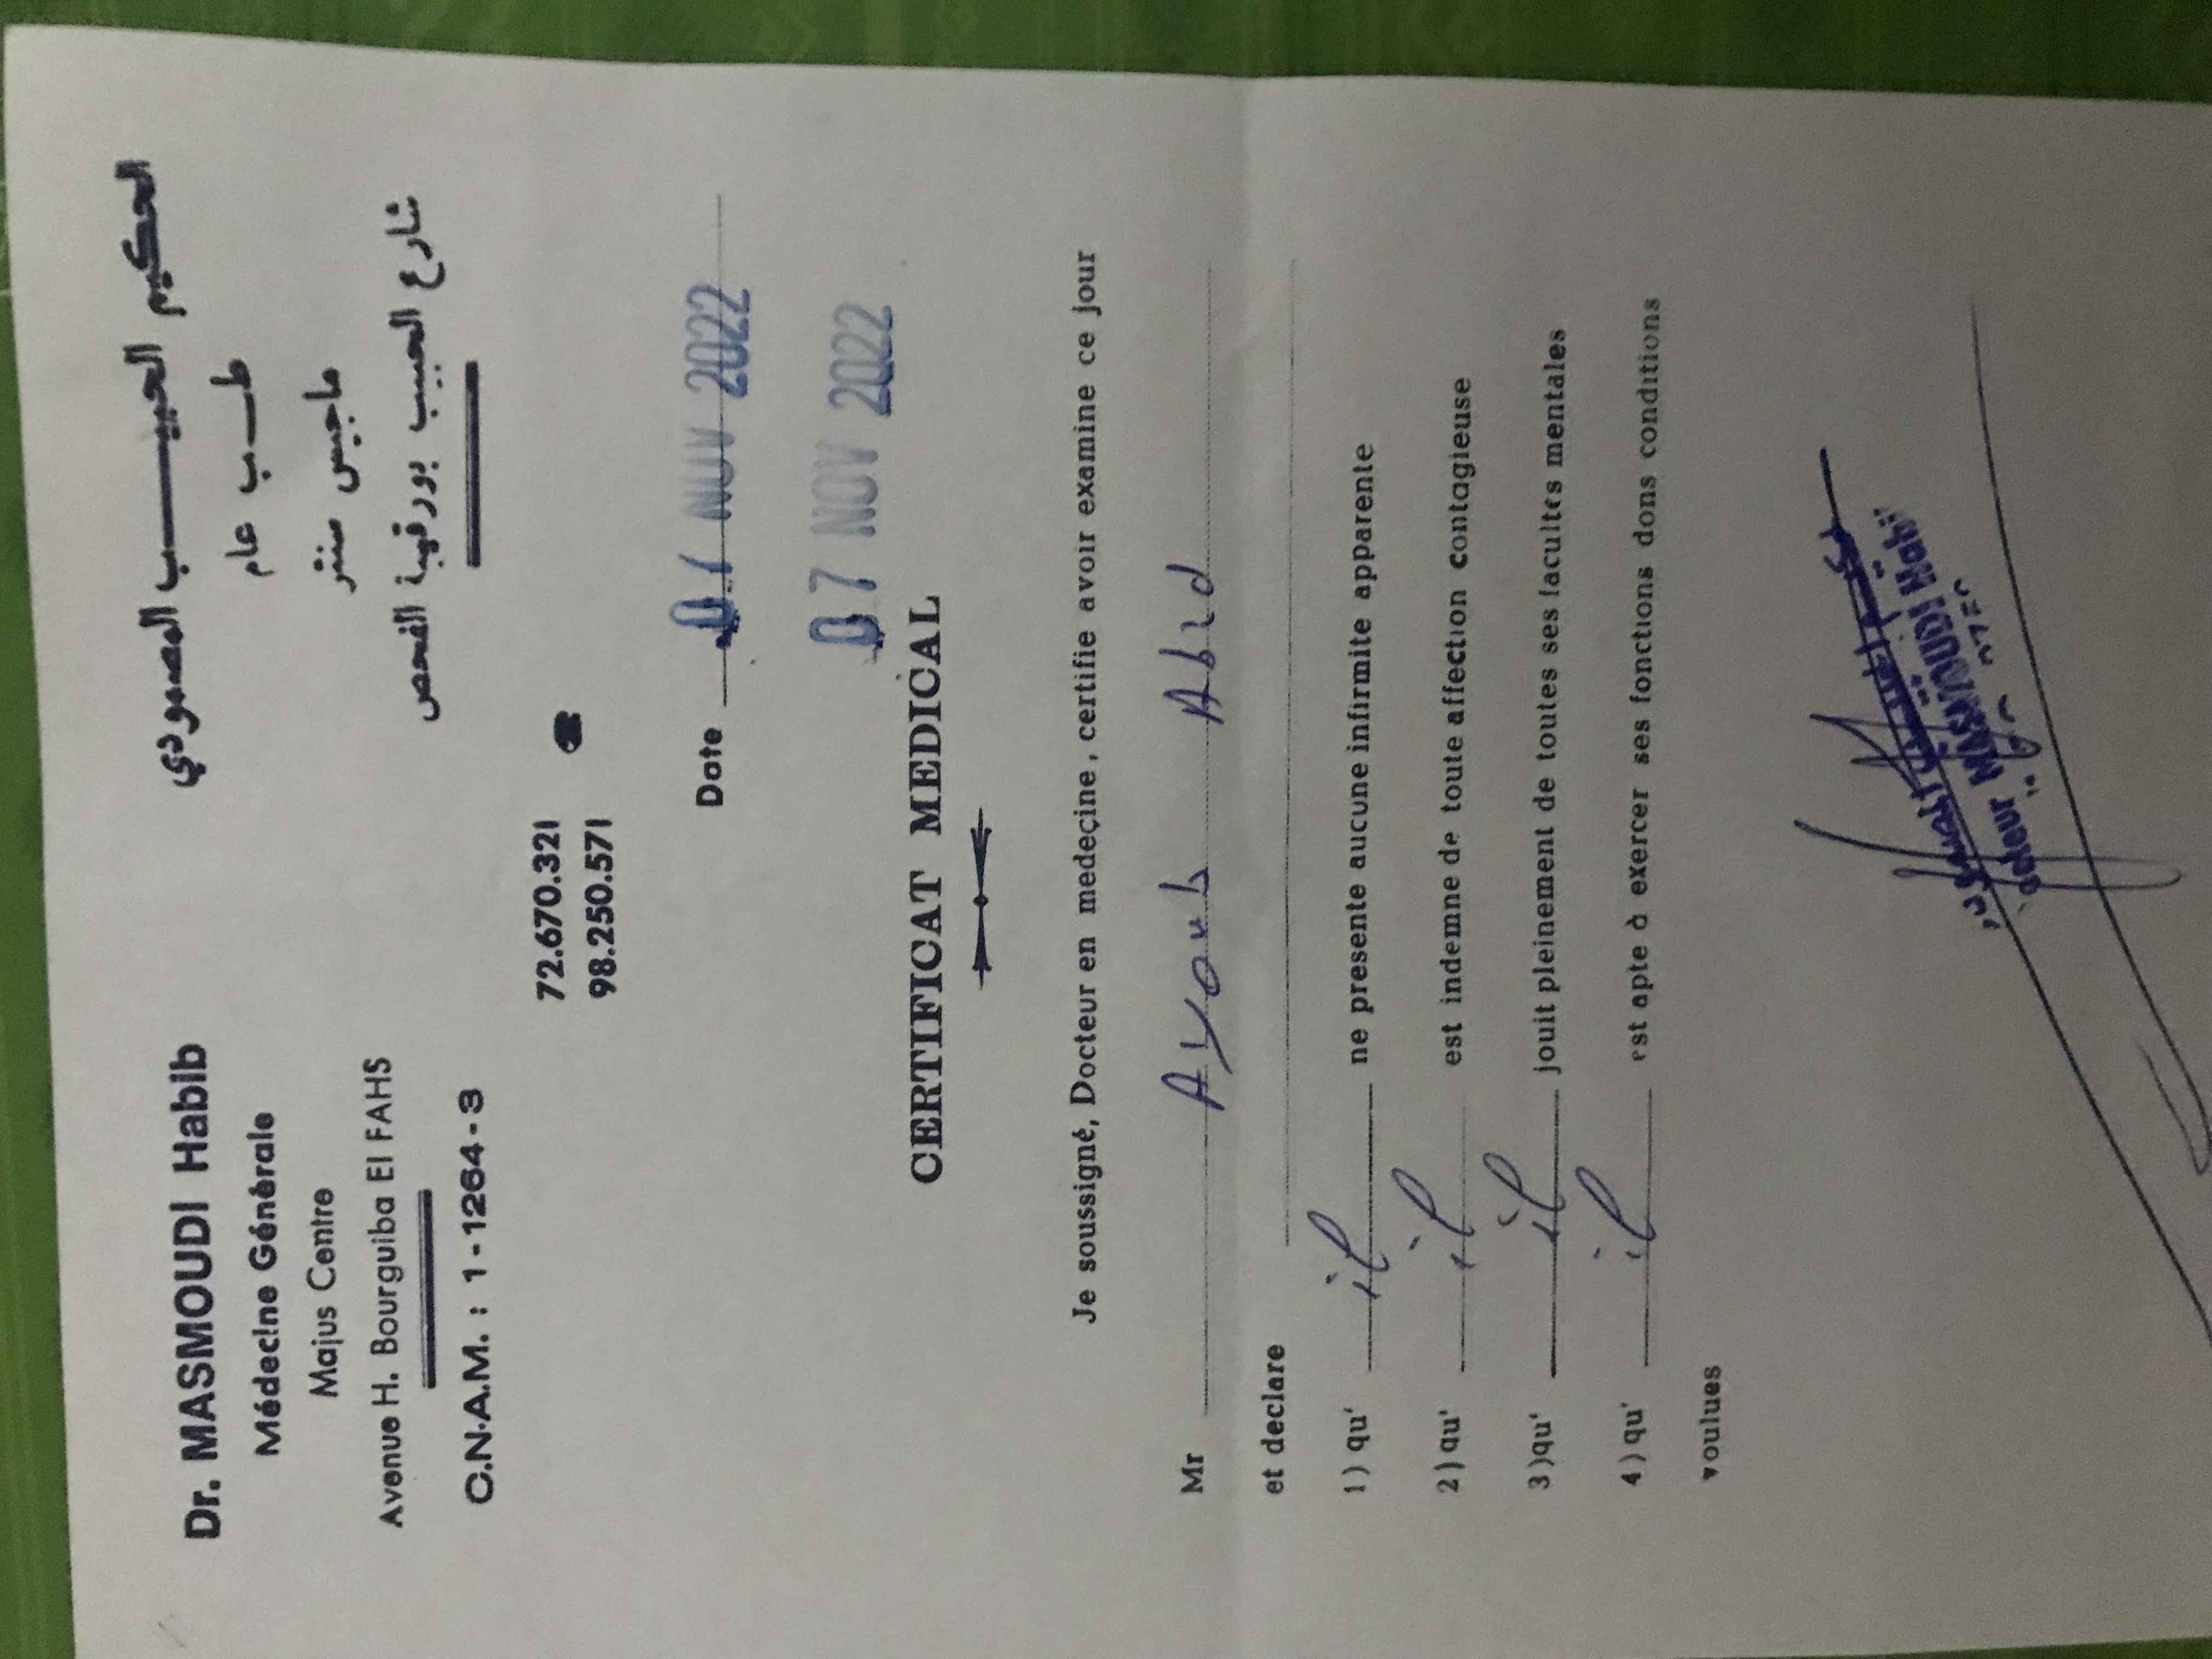 Dr. MASMOUDI Habib
Médecine Générale
Majus Centre
Avenue H. Bourguiba El FAHS
C.N.A.M. : 1 - 1264 - 3
الحكيم الحبيـــب المصمودي
طـــب عام
ماجيس سنتر
شارع الحبيب بورقيبة الفحص
72.670.321
98.250.571
Date 07 NOV 2022
07 NOV 2022
CERTIFICAT MEDICAL
Je soussigné, Docteur en medeçine, certifie avoir examine ce jour
Mr Ayoub Abid
et declare
1) qu' il ne presente aucune infirmite apparente
2) qu' il est indemne de toute affection contagieuse
3) qu' il jouit pleinement de toutes ses facultes mentales
4) qu' il est apte à exercer ses fonctions dons conditions
voulues
MASMOUDI Habib